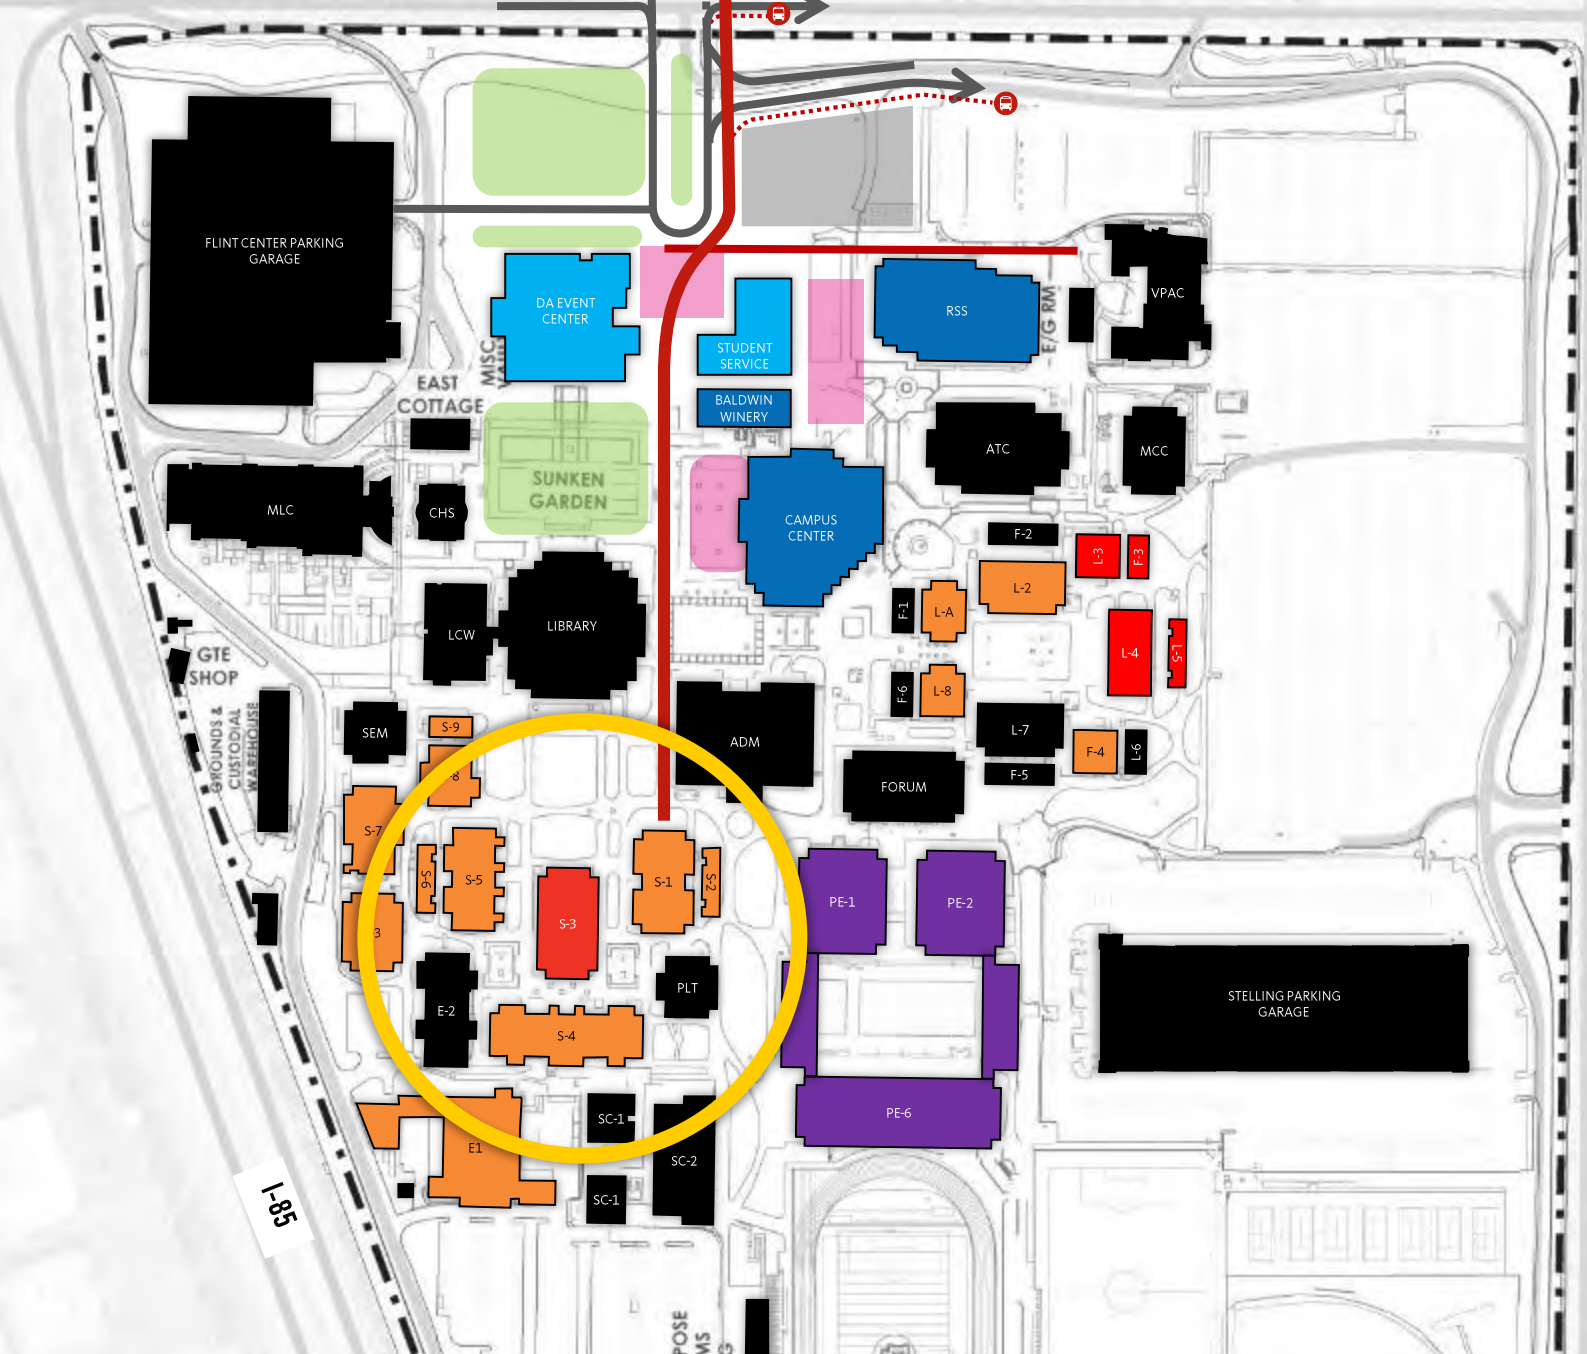 FLINT CENTER PARKING
GARAGE
DA EVENT
CENTER
STUDENT
SERVICE
BALDWIN
WINERY
RSS
E/G RM
VPAC
MISC
EAST
COTTAGE
SUNKEN
GARDEN
MLC
CHS
CAMPUS
CENTER
ATC
MCC
F-2
L-3
F-3
L-2
F-1
L-A
L-4
L-5
LCW
LIBRARY
GTE
SHOP
GROUNDS &
CUSTODIAL
WAREHOUSE
F-6
L-8
L-7
F-4
L-6
F-5
SEM
S-9
-8
ADM
FORUM
S-7
S-6
S-5
S-3
S-1
S-2
PE-1
PE-2
3
E-2
PLT
S-4
STELLING PARKING
GARAGE
PE-6
E1
SC-1
SC-2
SC-1
I-85
POSE
MS
G